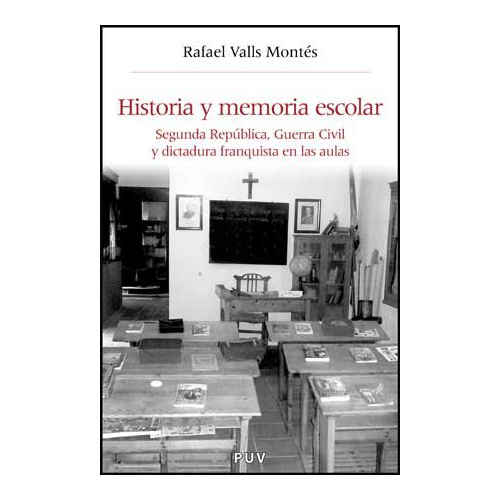 Rafael Valls Montés
Historia y memoria escolar
Segunda República, Guerra Civil
y dictadura franquista en las aulas
PUV